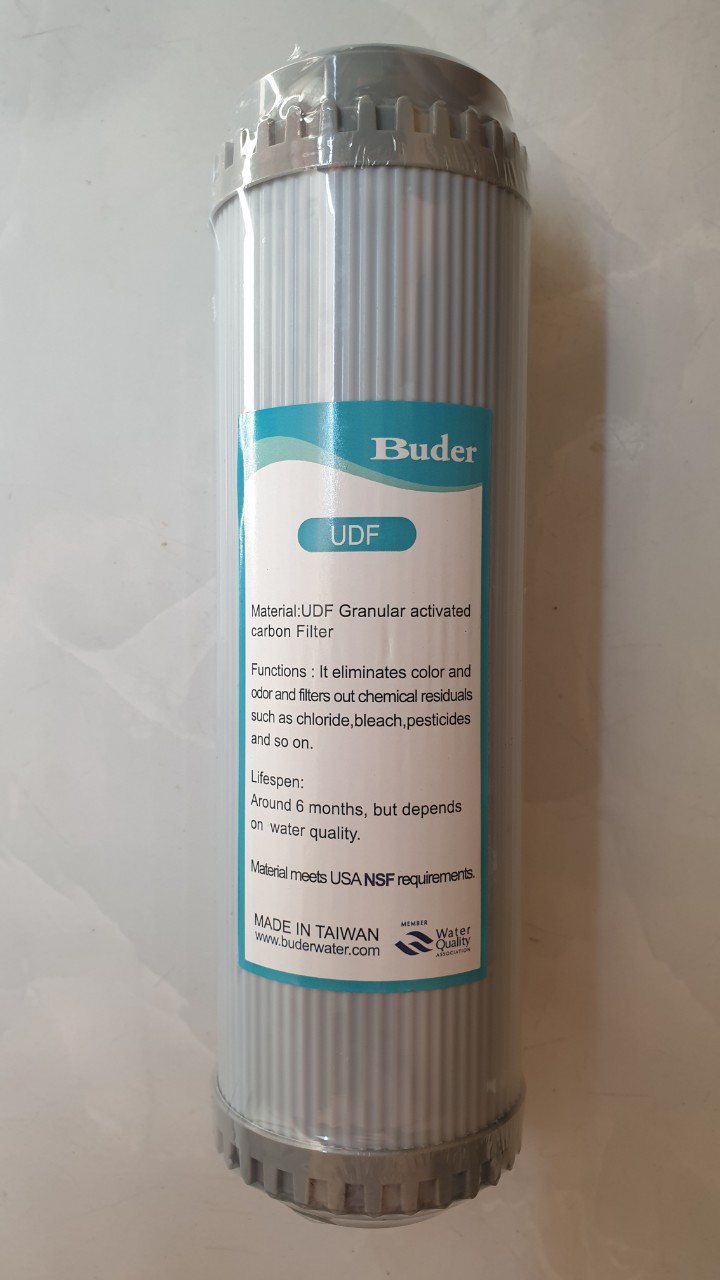 Buder
UDF
Material:UDF Granular activated
carbon Filter
Functions : It eliminates color and
odor and filters out chemical residuals
such as chloride,bleach,pesticides
and so on.
Lifespen:
Around 6 months, but depends
on water quality.
Material meets USA NSF requirements.
MADE IN TAIWAN
www.buderwater.com
MEMBER
Water
Quality
ASSOCIATION